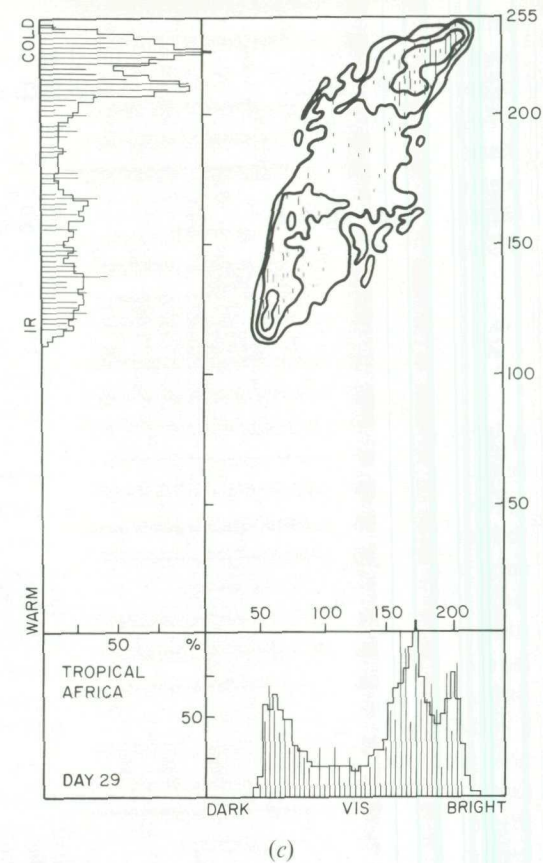 COLD
IR
WARM
255
200
150
100
50
50 100 150 200
50 %
TROPICAL
AFRICA
50
DAY 29
DARK VIS BRIGHT
(c)